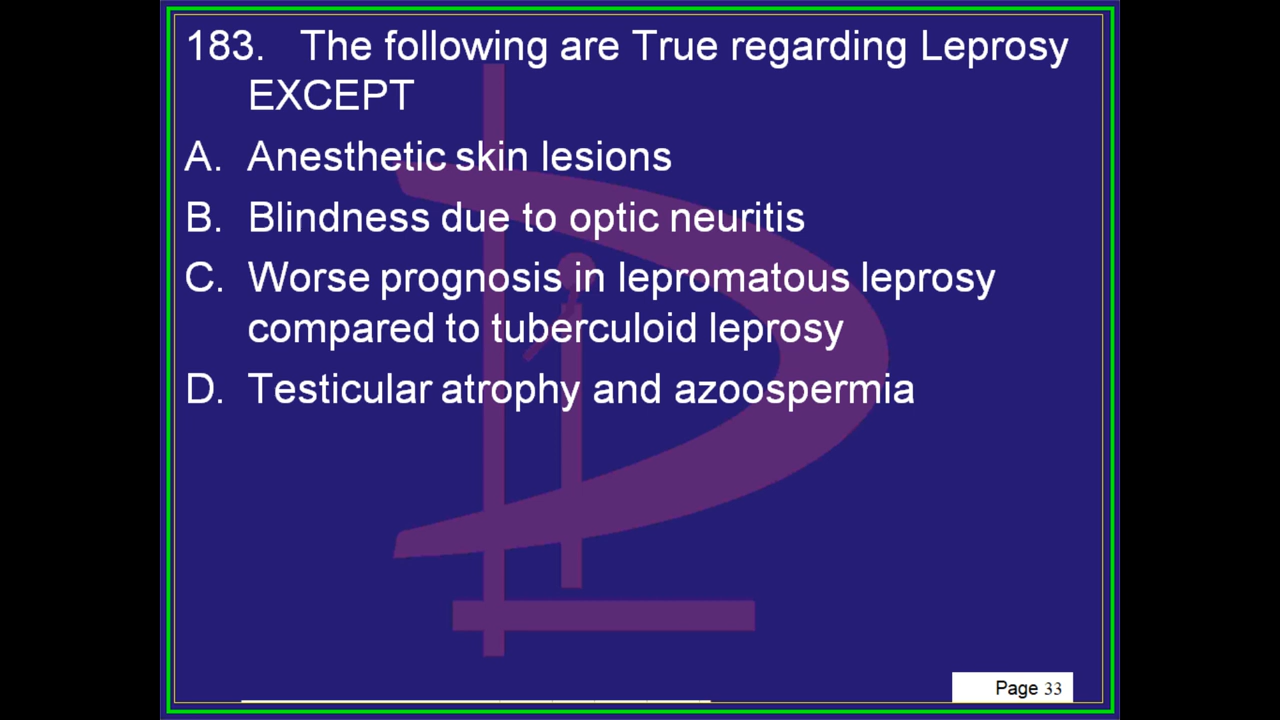 183. The following are True regarding Leprosy
EXCEPT
A. Anesthetic skin lesions
B. Blindness due to optic neuritis
C. Worse prognosis in lepromatous leprosy
compared to tuberculoid leprosy
D. Testicular atrophy and azoospermia
Page 33